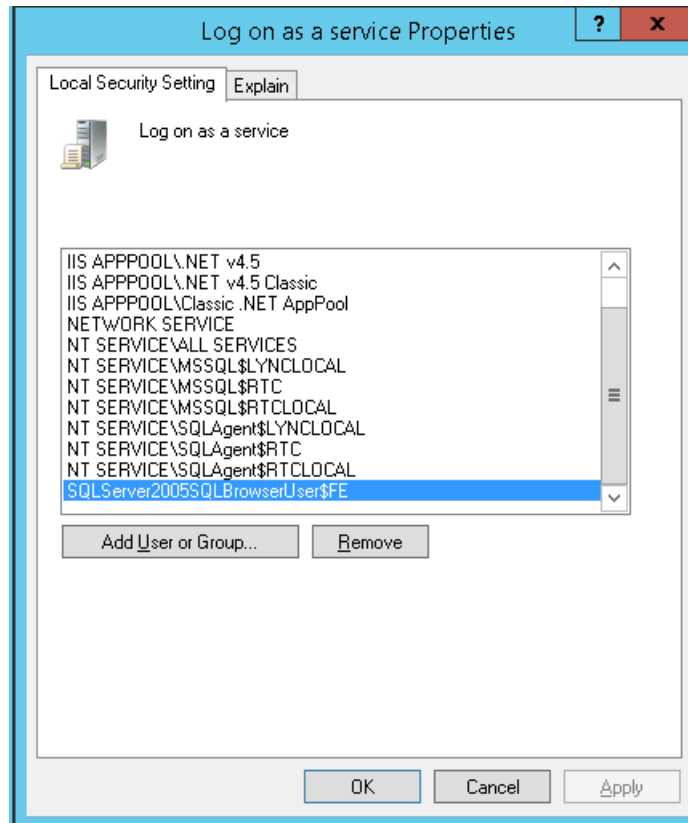 Log on as a service Properties
? x
Local Security Setting Explain
Log on as a service
IIS APPPOOL\.NET v4.5
IIS APPPOOL\.NET v4.5 Classic
IIS APPPOOL\Classic .NET AppPool
NETWORK SERVICE
NT SERVICE\ALL SERVICES
NT SERVICE\MSSQL$LYNCLOCAL
NT SERVICE\MSSQL$RTC
NT SERVICE\MSSQL$RTCLOCAL
NT SERVICE\SQLAgent$LYNCLOCAL
NT SERVICE\SQLAgent$RTC
NT SERVICE\SQLAgent$RTCLOCAL
SQLServer2005SQLBrowserUser$FE
Add User or Group... Remove
OK Cancel Apply